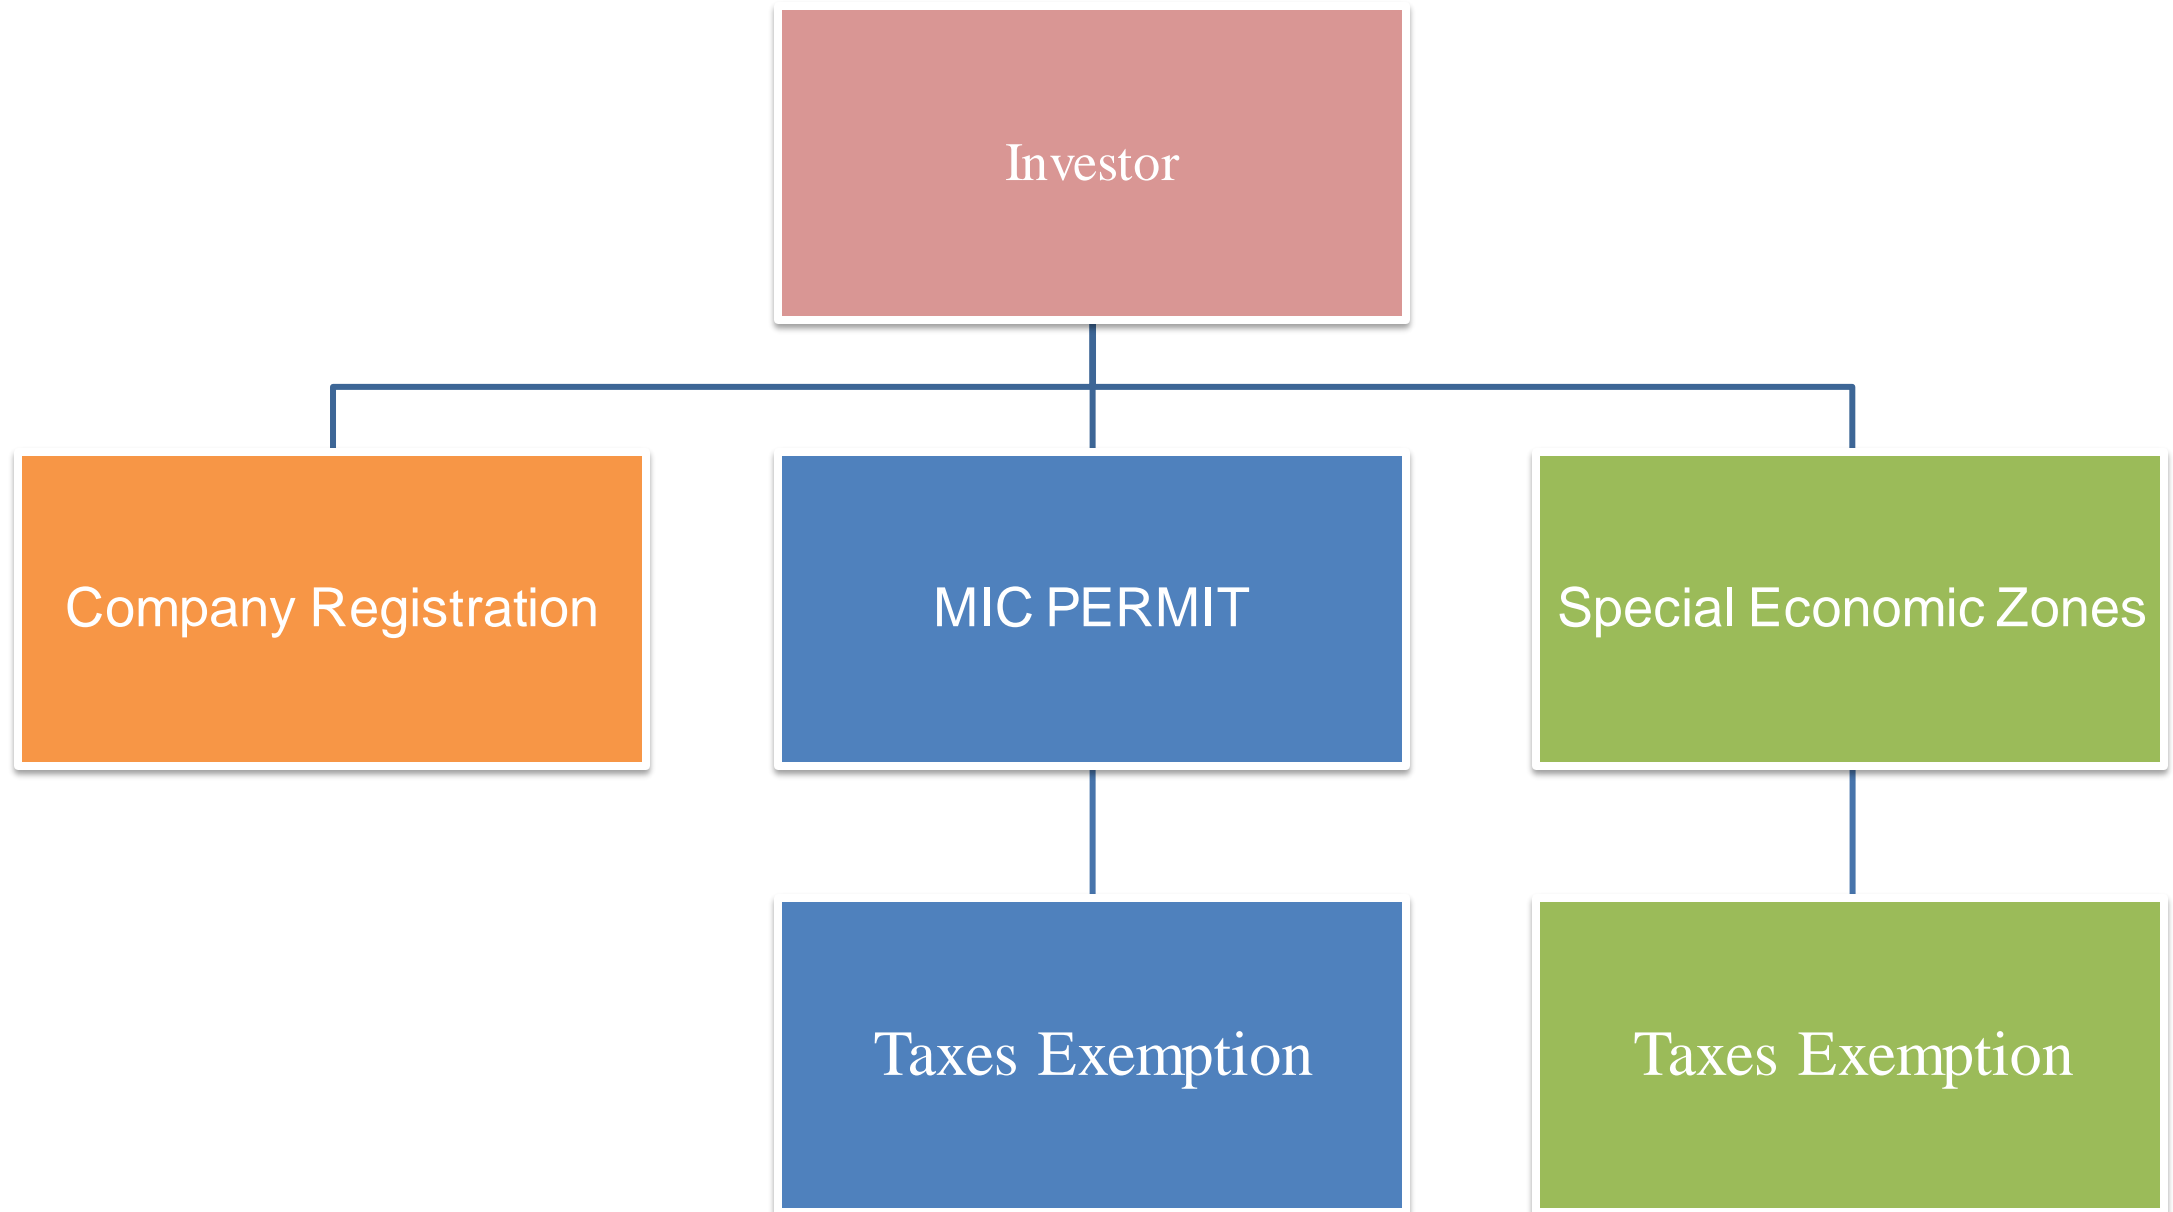 Investor
Company Registration
MIC PERMIT
Special Economic Zones
Taxes Exemption
Taxes Exemption